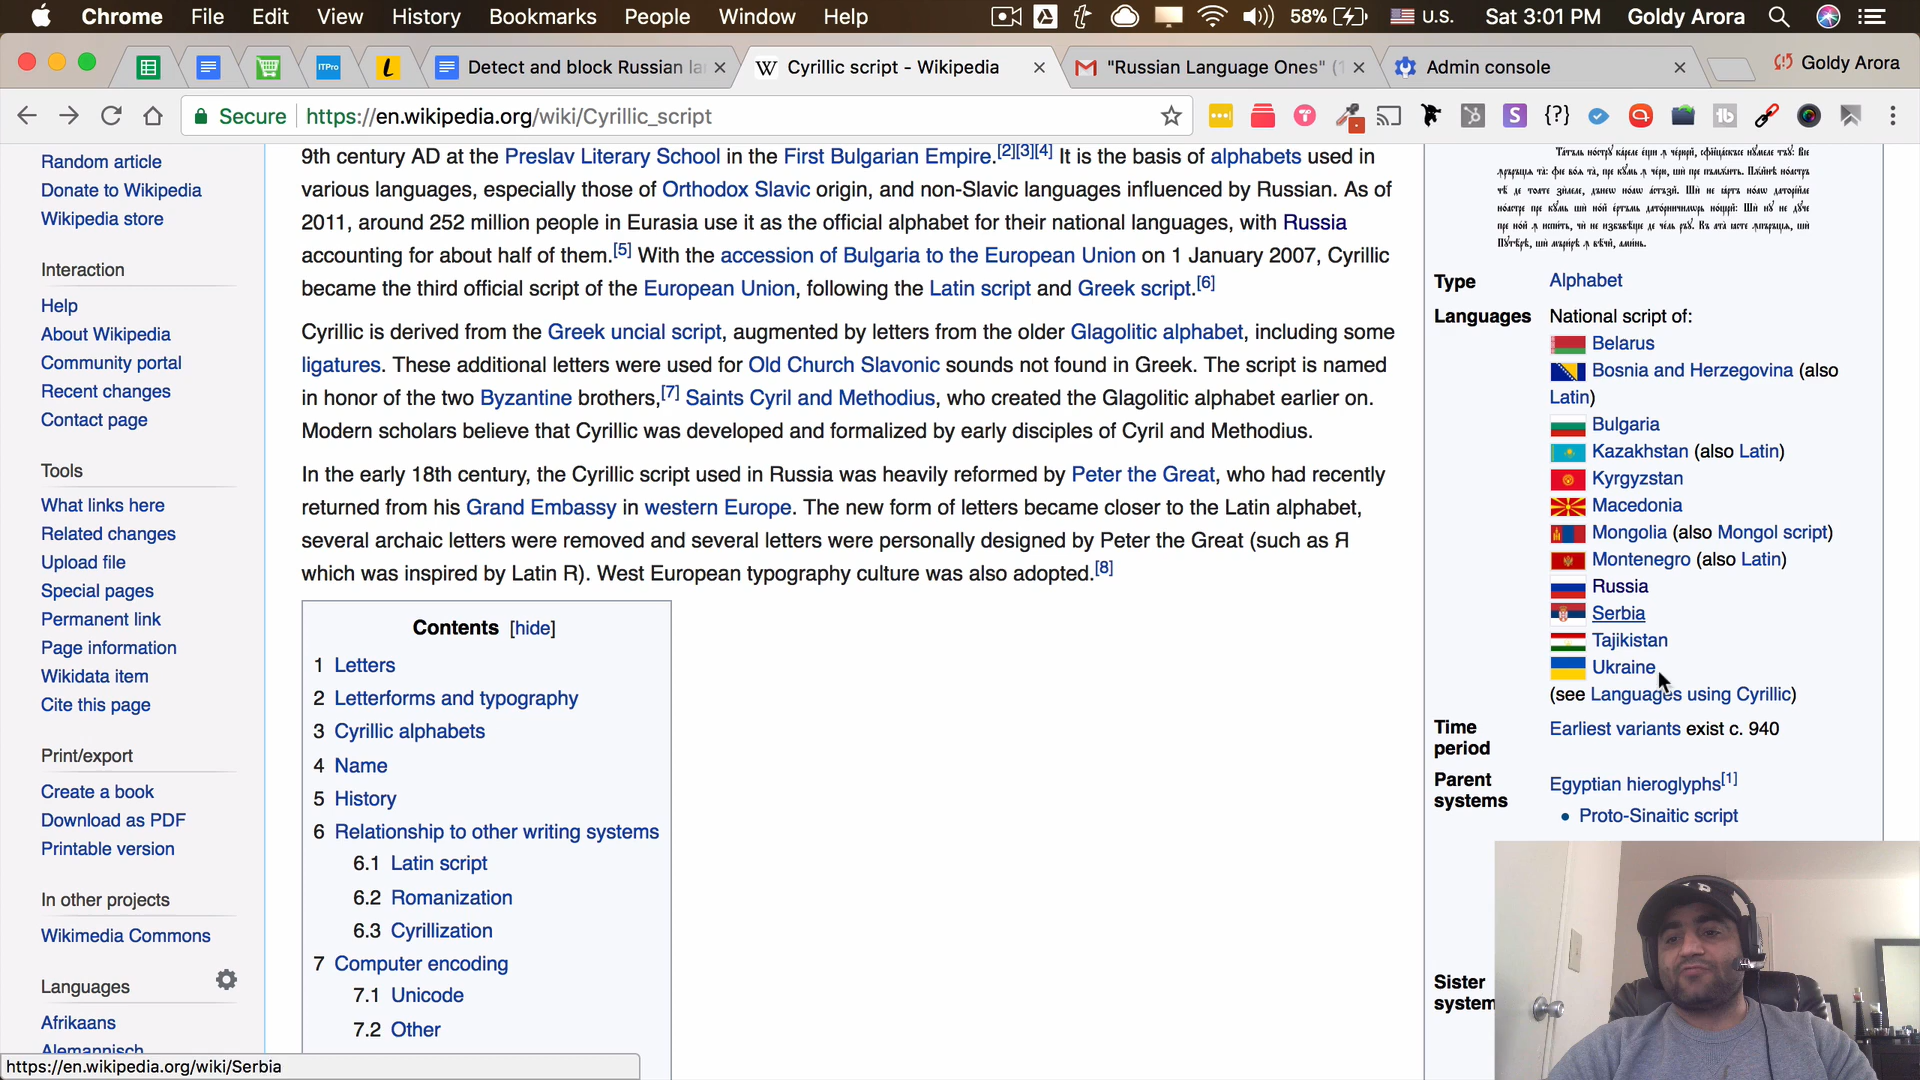 Chrome File Edit View History Bookmarks People Window Help 58% U.S. Sat 3:01 PM Goldy Arora
ITPro Detect and block Russian la Cyrillic script - Wikipedia "Russian Language Ones" (1 Admin console Goldy Arora
Secure https://en.wikipedia.org/wiki/Cyrillic_script
Random article
Donate to Wikipedia
Wikipedia store
Interaction
Help
About Wikipedia
Community portal
Recent changes
Contact page
Tools
What links here
Related changes
Upload file
Special pages
Permanent link
Page information
Wikidata item
Cite this page
Print/export
Create a book
Download as PDF
Printable version
In other projects
Wikimedia Commons
Languages
Afrikaans
Alemannisch
9th century AD at the Preslav Literary School in the First Bulgarian Empire.[2][3][4] It is the basis of alphabets used in
various languages, especially those of Orthodox Slavic origin, and non-Slavic languages influenced by Russian. As of
2011, around 252 million people in Eurasia use it as the official alphabet for their national languages, with Russia
accounting for about half of them.[5] With the accession of Bulgaria to the European Union on 1 January 2007, Cyrillic
became the third official script of the European Union, following the Latin script and Greek script.[6]
Cyrillic is derived from the Greek uncial script, augmented by letters from the older Glagolitic alphabet, including some
ligatures. These additional letters were used for Old Church Slavonic sounds not found in Greek. The script is named
in honor of the two Byzantine brothers,[7] Saints Cyril and Methodius, who created the Glagolitic alphabet earlier on.
Modern scholars believe that Cyrillic was developed and formalized by early disciples of Cyril and Methodius.
In the early 18th century, the Cyrillic script used in Russia was heavily reformed by Peter the Great, who had recently
returned from his Grand Embassy in western Europe. The new form of letters became closer to the Latin alphabet,
several archaic letters were removed and several letters were personally designed by Peter the Great (such as Я
which was inspired by Latin R). West European typography culture was also adopted.[8]
Contents [hide]
1 Letters
2 Letterforms and typography
3 Cyrillic alphabets
4 Name
5 History
6 Relationship to other writing systems
6.1 Latin script
6.2 Romanization
6.3 Cyrillization
7 Computer encoding
7.1 Unicode
7.2 Other
Type Alphabet
Languages National script of:
Belarus
Bosnia and Herzegovina (also
Latin)
Bulgaria
Kazakhstan (also Latin)
Kyrgyzstan
Macedonia
Mongolia (also Mongol script)
Montenegro (also Latin)
Russia
Serbia
Tajikistan
Ukraine
(see Languages using Cyrillic)
Time period Earliest variants exist c. 940
Parent systems Egyptian hieroglyphs[1]
• Proto-Sinaitic script
Sister
system
https://en.wikipedia.org/wiki/Serbia